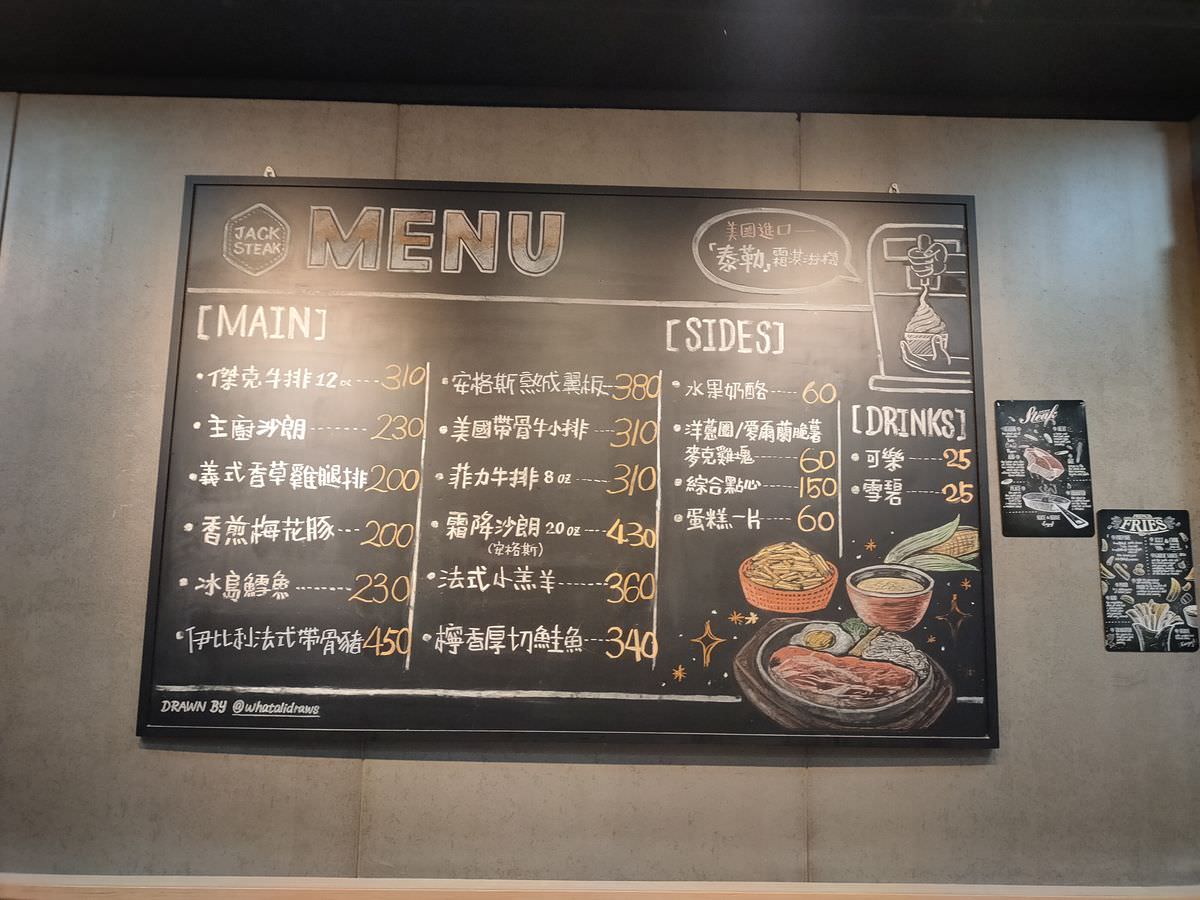 JACK
STEAK
MENU
美國進口—
「泰勒」霜淇淋機
[MAIN]
・傑克牛排 12oz ---- 310
・主廚沙朗 ------- 230
・義式香草雞腿排 200
・香煎梅花豚 ---- 200
・冰島鱈魚 -------- 230
・伊比利法式帶骨豬 450
・安格斯熟成翼板 -- 380
・美國帶骨牛小排 --- 310
・菲力牛排 8oz ----- 310
・霜降沙朗 20oz --- 430
(安格斯)
・法式小羔羊 ------- 360
・檸香厚切鮭魚 --- 340
[SIDES]
・水果奶酪 ----- 60
・洋蔥圈/愛爾蘭脆薯
麥克雞塊 ------- 60
・綜合點心 ----- 150
・蛋糕一片 ---- 60
[DRINKS]
・可樂 ------ 25
・雪碧 ------ 25
DRAWN BY @whatalidraws
Steak
FRIES